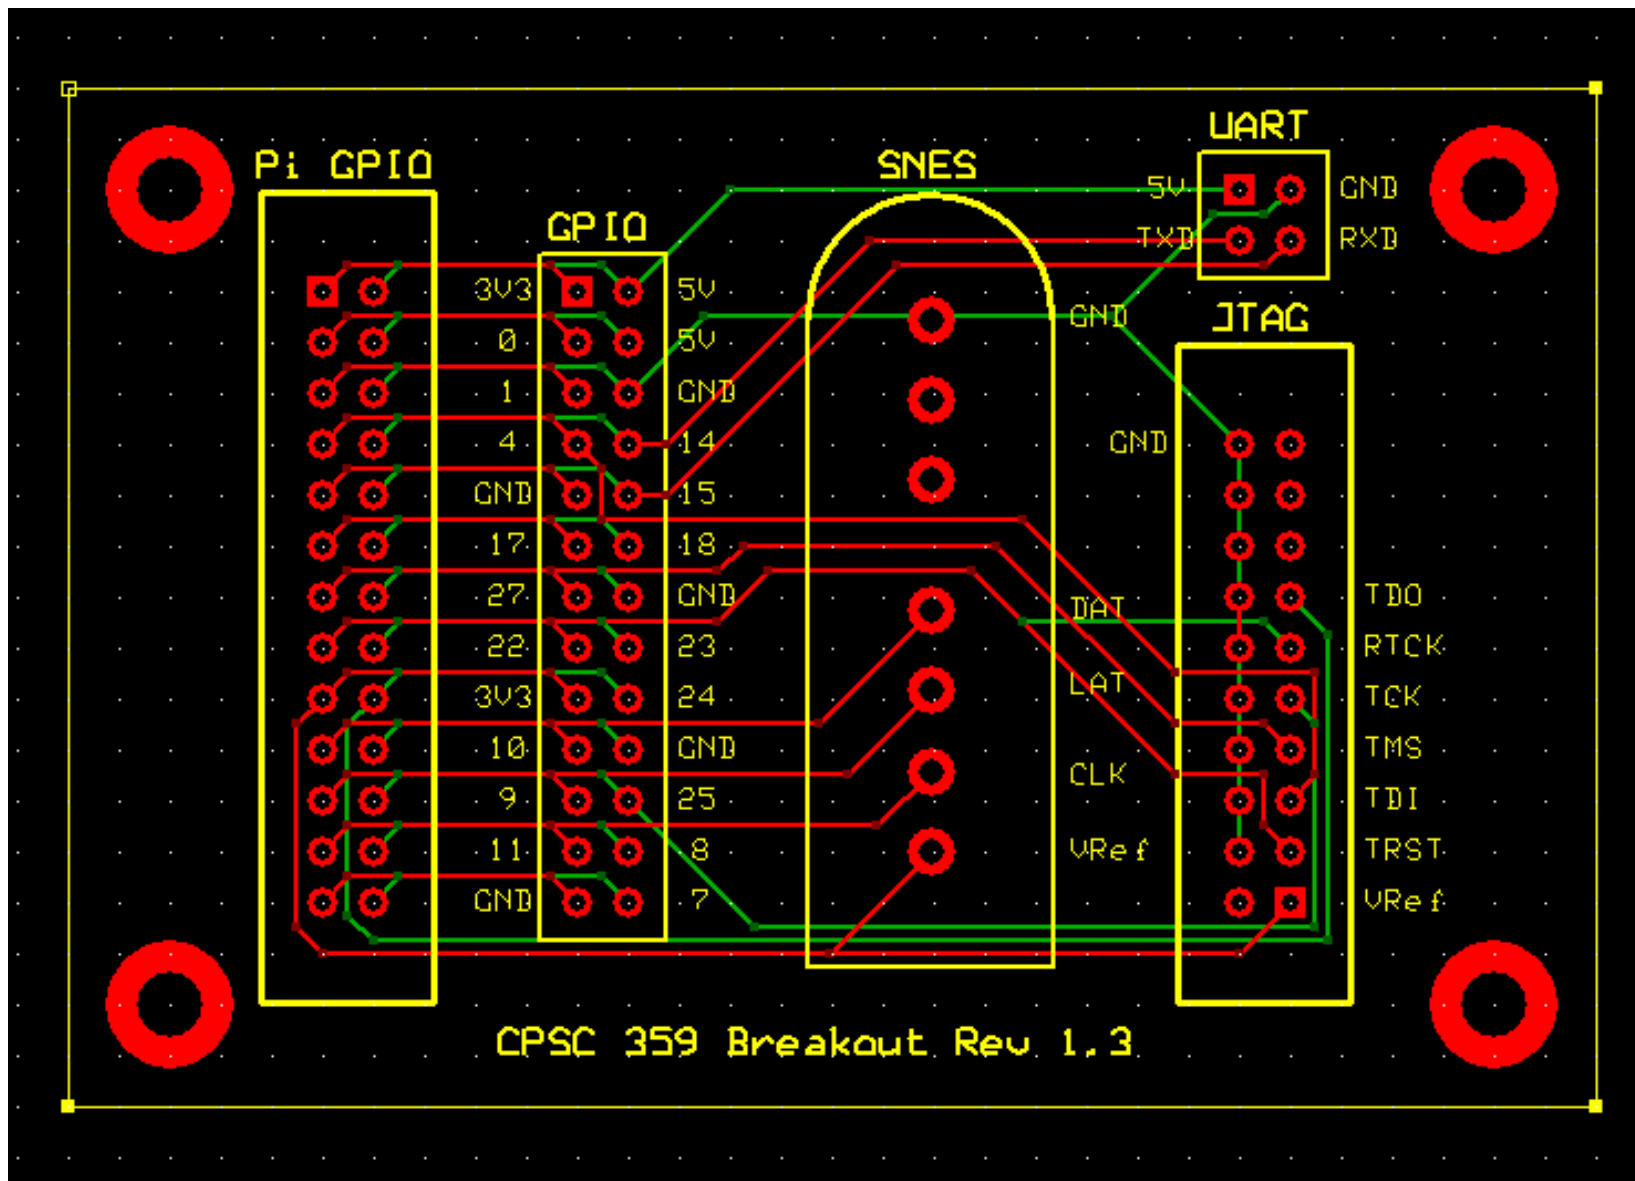 UART
Pi GPIO
SNES
5V GND
GPIO
TXD RXD
3V3 5V
GND
JTAG
0 5V
1 GND
4 14
GND
GND 15
17 18
27 GND
DAT
TDO
22 23
RTCK
3V3 24
LAT
TCK
10 GND
TMS
CLK
9 25
TDI
11 8
VRef
TRST
GND 7
VRef
CPSC 359 Breakout Rev 1.3